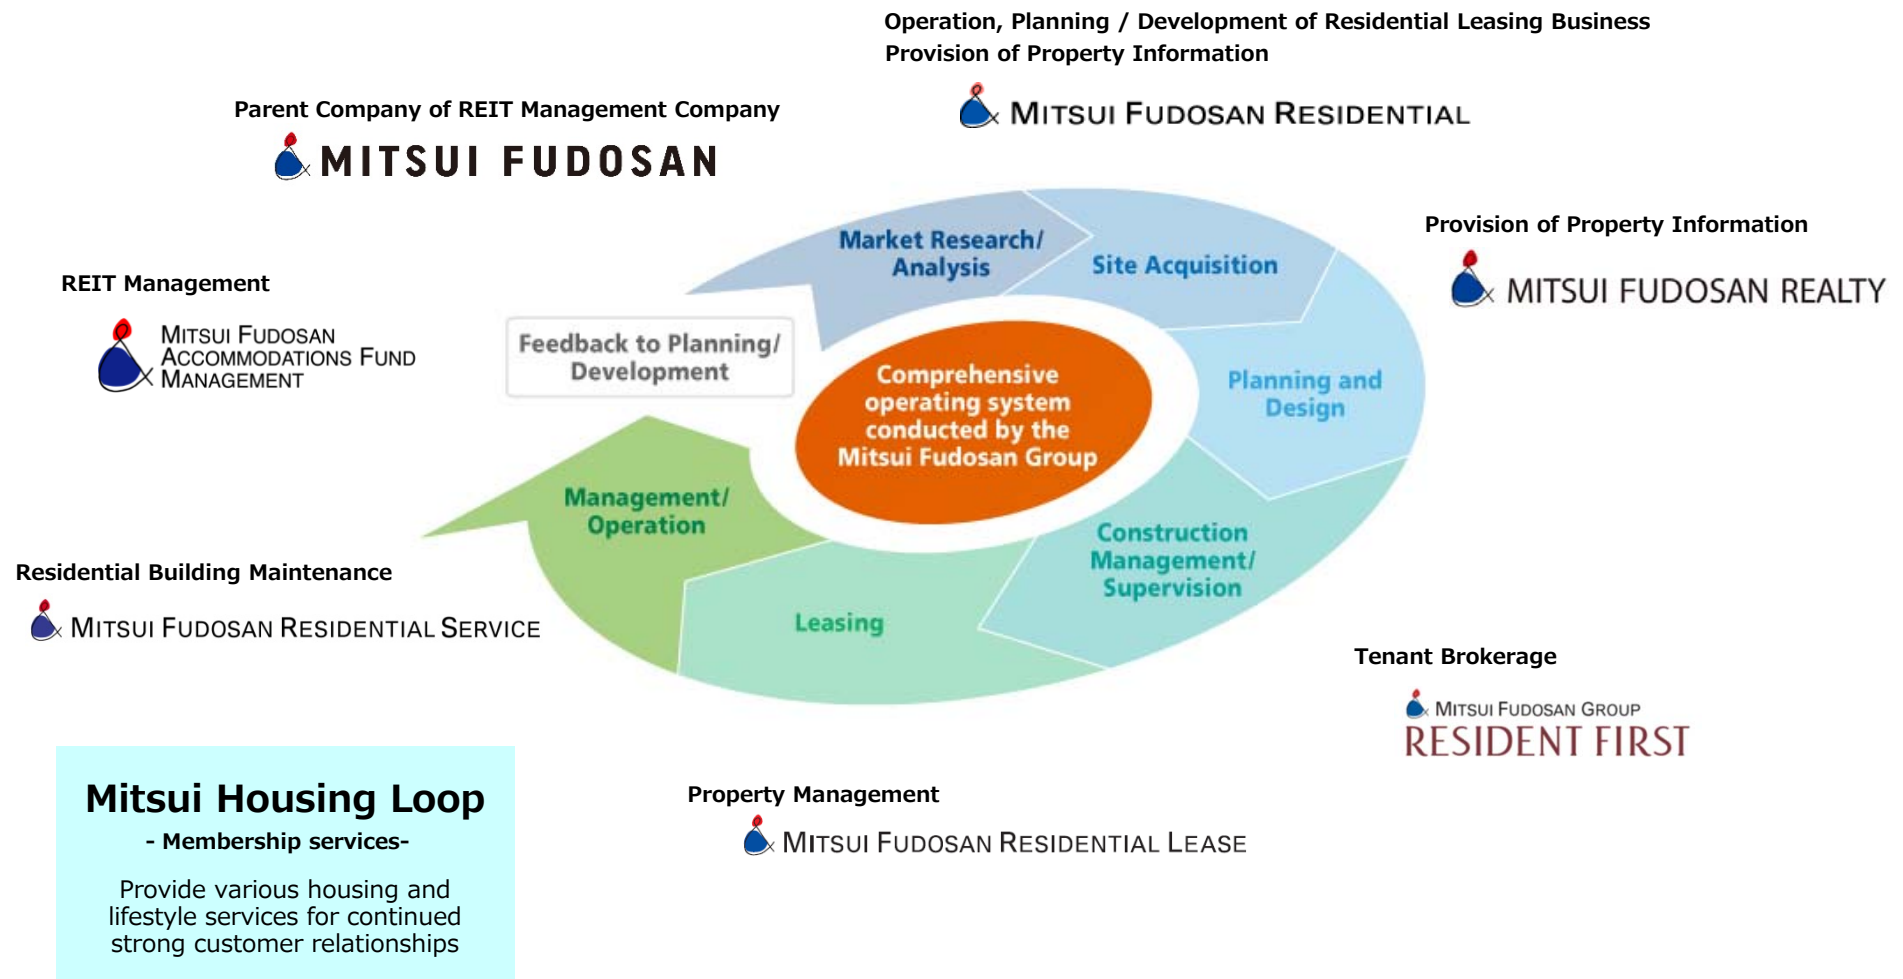 Operation, Planning / Development of Residential Leasing Business
Provision of Property Information
MITSUI FUDOSAN RESIDENTIAL
Parent Company of REIT Management Company
MITSUI FUDOSAN
Provision of Property Information
MITSUI FUDOSAN REALTY
REIT Management
MITSUI FUDOSAN
ACCOMMODATIONS FUND
MANAGEMENT
Market Research/
Analysis
Site Acquisition
Feedback to Planning/
Development
Planning and
Design
Comprehensive
operating system
conducted by the
Mitsui Fudosan Group
Management/
Operation
Construction
Management/
Supervision
Leasing
Residential Building Maintenance
MITSUI FUDOSAN RESIDENTIAL SERVICE
Tenant Brokerage
MITSUI FUDOSAN GROUP
RESIDENT FIRST
Property Management
MITSUI FUDOSAN RESIDENTIAL LEASE
Mitsui Housing Loop
- Membership services-
Provide various housing and
lifestyle services for continued
strong customer relationships